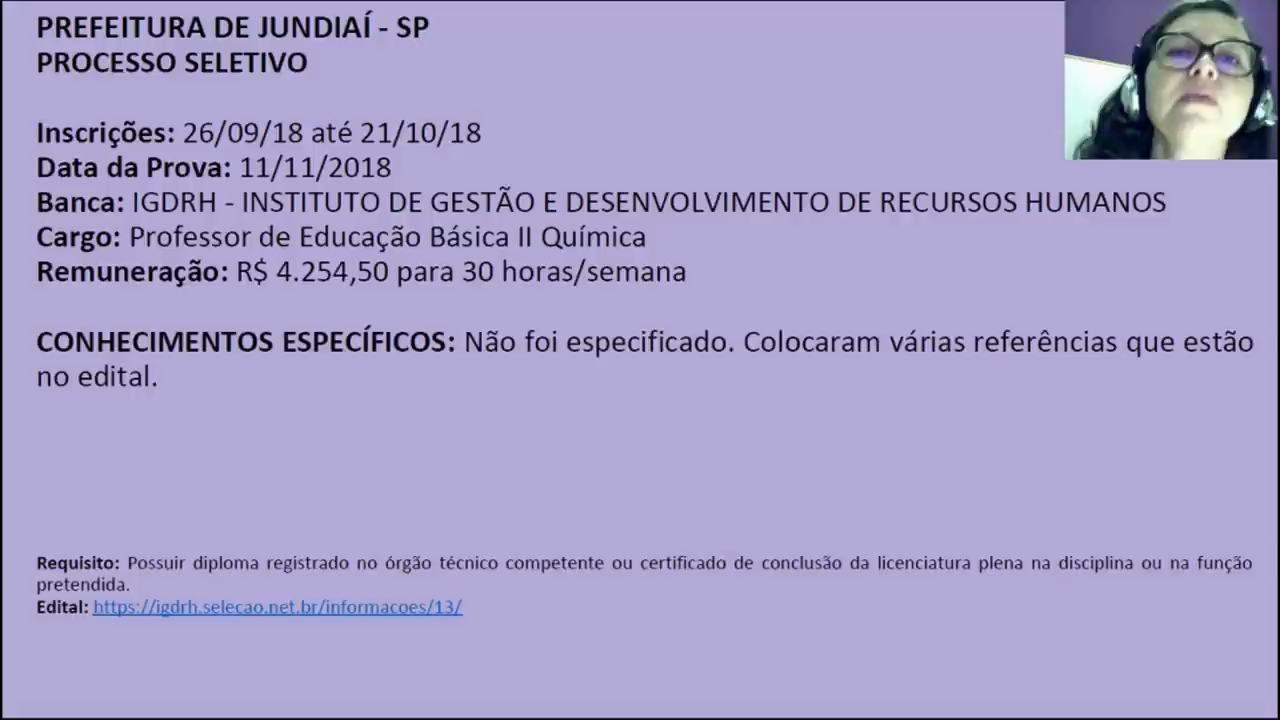 PREFEITURA DE JUNDIAÍ - SP
PROCESSO SELETIVO
Inscrições: 26/09/18 até 21/10/18
Data da Prova: 11/11/2018
Banca: IGDRH - INSTITUTO DE GESTÃO E DESENVOLVIMENTO DE RECURSOS HUMANOS
Cargo: Professor de Educação Básica II Química
Remuneração: R$ 4.254,50 para 30 horas/semana
CONHECIMENTOS ESPECÍFICOS: Não foi especificado. Colocaram várias referências que estão
no edital.
Requisito: Possuir diploma registrado no órgão técnico competente ou certificado de conclusão da licenciatura plena na disciplina ou na função
pretendida.
Edital: https://igdrh.selecao.net.br/informacoes/13/